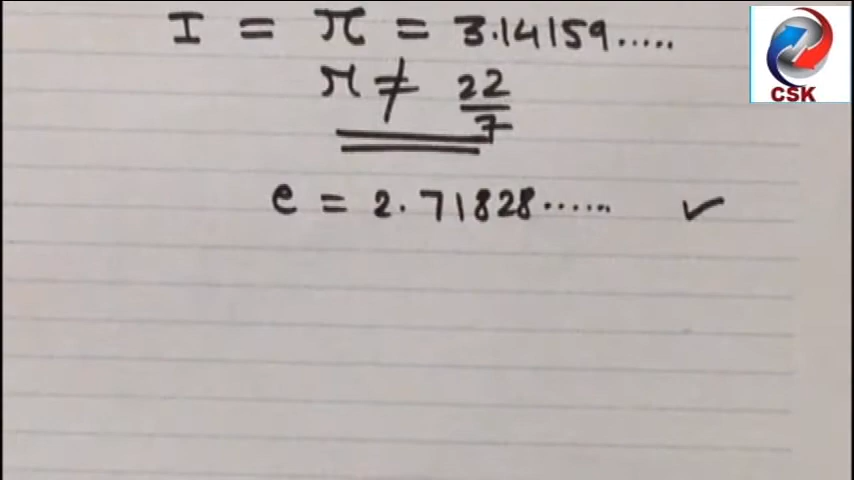 I = π = 3.14159.....
π ≠ 22/7
e = 2.71828...... ✓
CSK